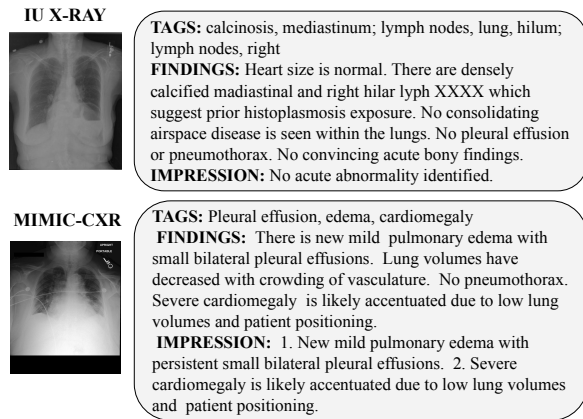 IU X-RAY
TAGS: calcinosis, mediastinum; lymph nodes, lung, hilum;
lymph nodes, right
FINDINGS: Heart size is normal. There are densely
calcified madiastinal and right hilar lyph XXXX which
suggest prior histoplasmosis exposure. No consolidating
airspace disease is seen within the lungs. No pleural effusion
or pneumothorax. No convincing acute bony findings.
IMPRESSION: No acute abnormality identified.
MIMIC-CXR
UPRIGHT
PORTABLE
TAGS: Pleural effusion, edema, cardiomegaly
FINDINGS: There is new mild pulmonary edema with
small bilateral pleural effusions. Lung volumes have
decreased with crowding of vasculature. No pneumothorax.
Severe cardiomegaly is likely accentuated due to low lung
volumes and patient positioning.
IMPRESSION: 1. New mild pulmonary edema with
persistent small bilateral pleural effusions. 2. Severe
cardiomegaly is likely accentuated due to low lung volumes
and patient positioning.